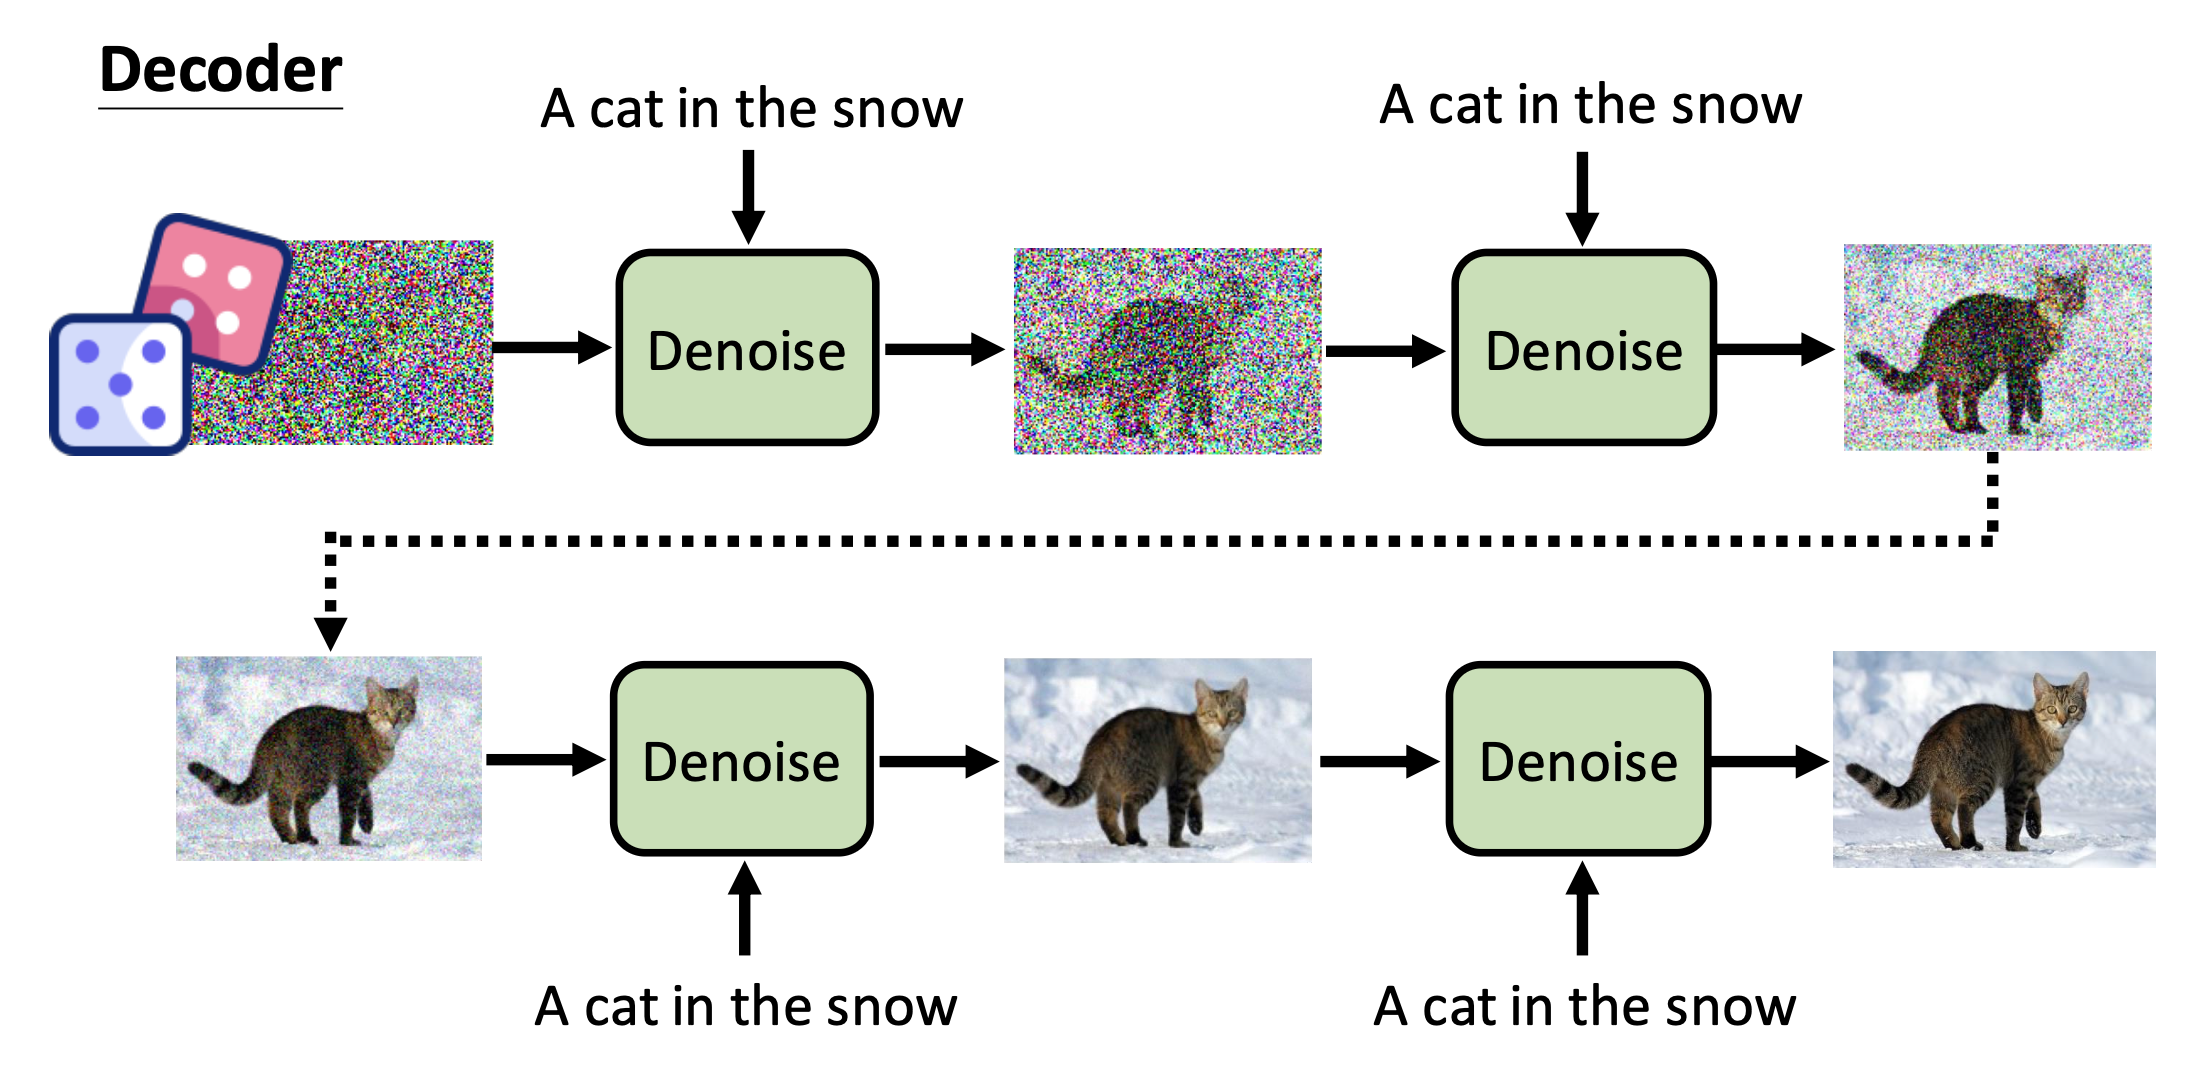 Decoder
A cat in the snow
A cat in the snow
Denoise
Denoise
Denoise
Denoise
A cat in the snow
A cat in the snow